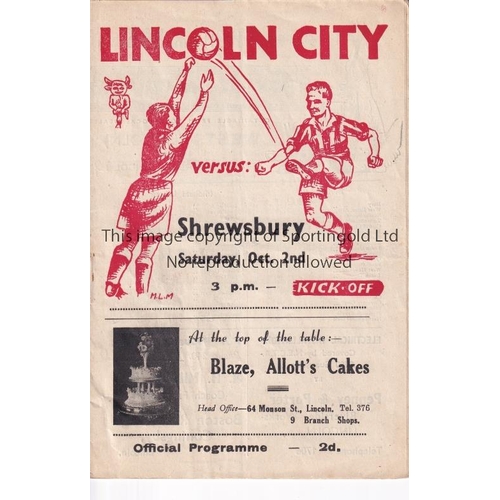 LINCOLN CITY
versus:
Shrewsbury
This image copyright of Sportingold Ltd
Saturday, Oct. 2nd
No reproduction allowed
3 p.m. —
KICK-OFF
M.L.M
At the top of the table:—
Blaze, Allott's Cakes
Head Office— 64 Monson St., Lincoln, Tel. 376
9 Branch Shops.
Official Programme — 2d.